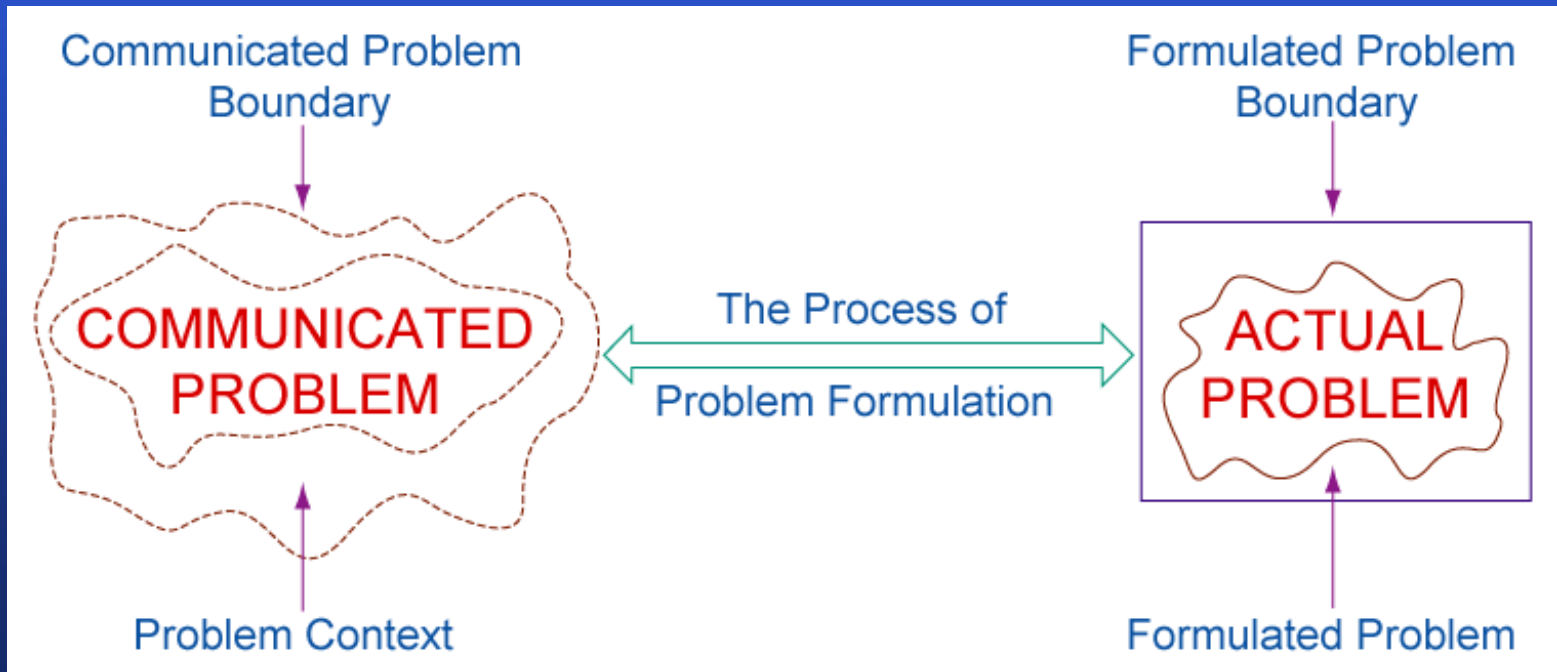 Communicated Problem
Boundary
Formulated Problem
Boundary
COMMUNICATED
PROBLEM
The Process of
Problem Formulation
ACTUAL
PROBLEM
Problem Context
Formulated Problem